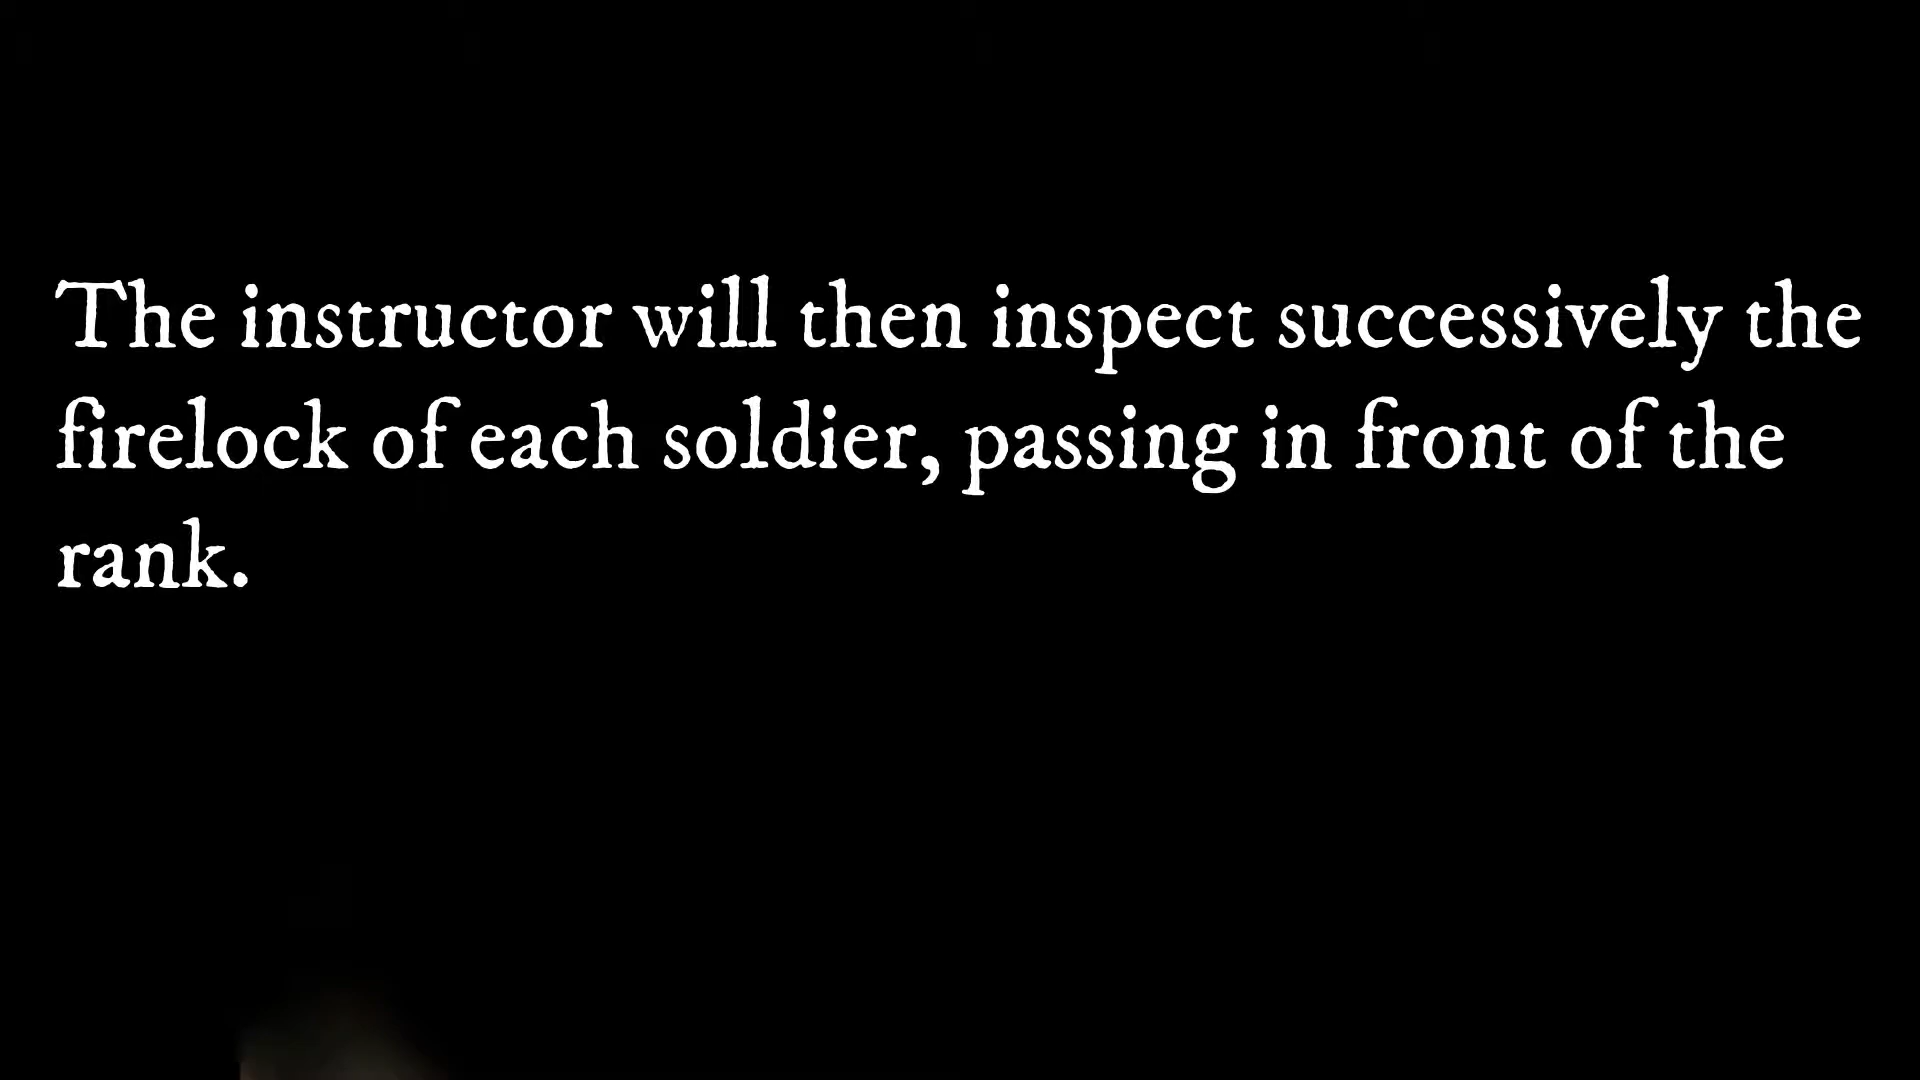 The instructor will then inspect successively the
firelock of each soldier, passing in front of the
rank.